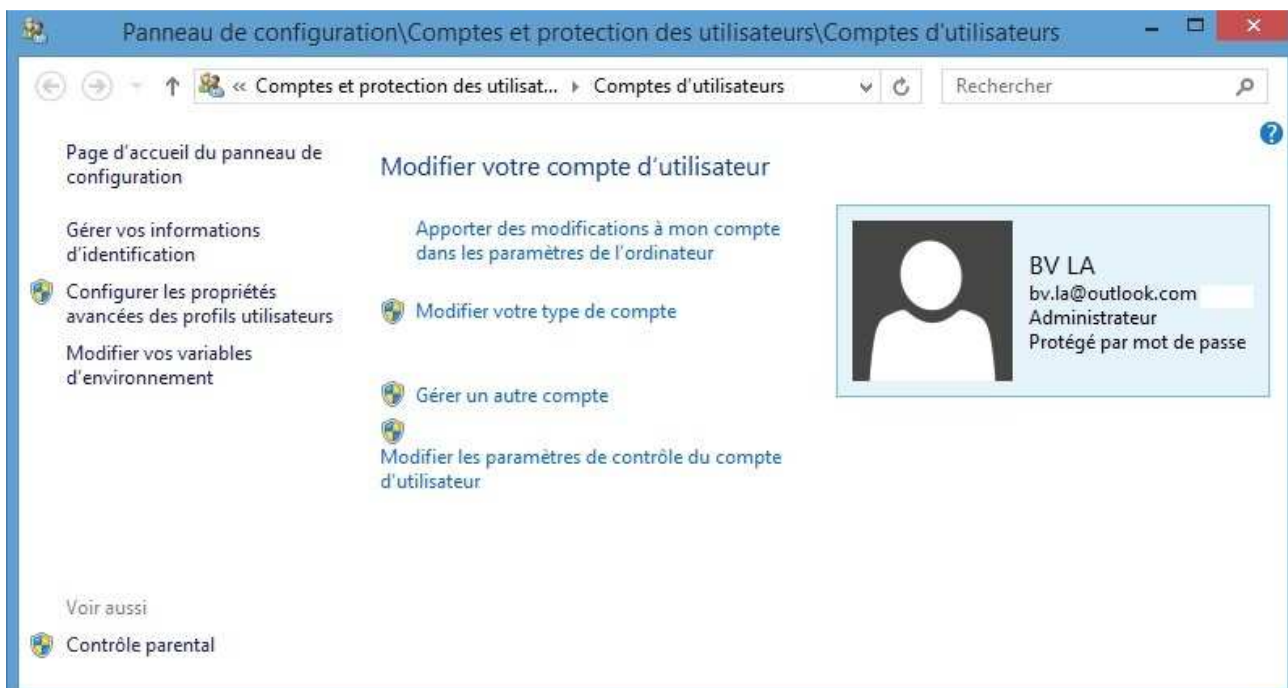 Panneau de configuration\Comptes et protection des utilisateurs\Comptes d'utilisateurs
« Comptes et protection des utilisat... Comptes d'utilisateurs
Rechercher
Page d'accueil du panneau de
configuration
Gérer vos informations
d'identification
Configurer les propriétés
avancées des profils utilisateurs
Modifier vos variables
d'environnement
Voir aussi
Contrôle parental
Modifier votre compte d'utilisateur
Apporter des modifications à mon compte
dans les paramètres de l'ordinateur
Modifier votre type de compte
Gérer un autre compte
Modifier les paramètres de contrôle du compte
d'utilisateur
BV LA
bv.la@outlook.com
Administrateur
Protégé par mot de passe